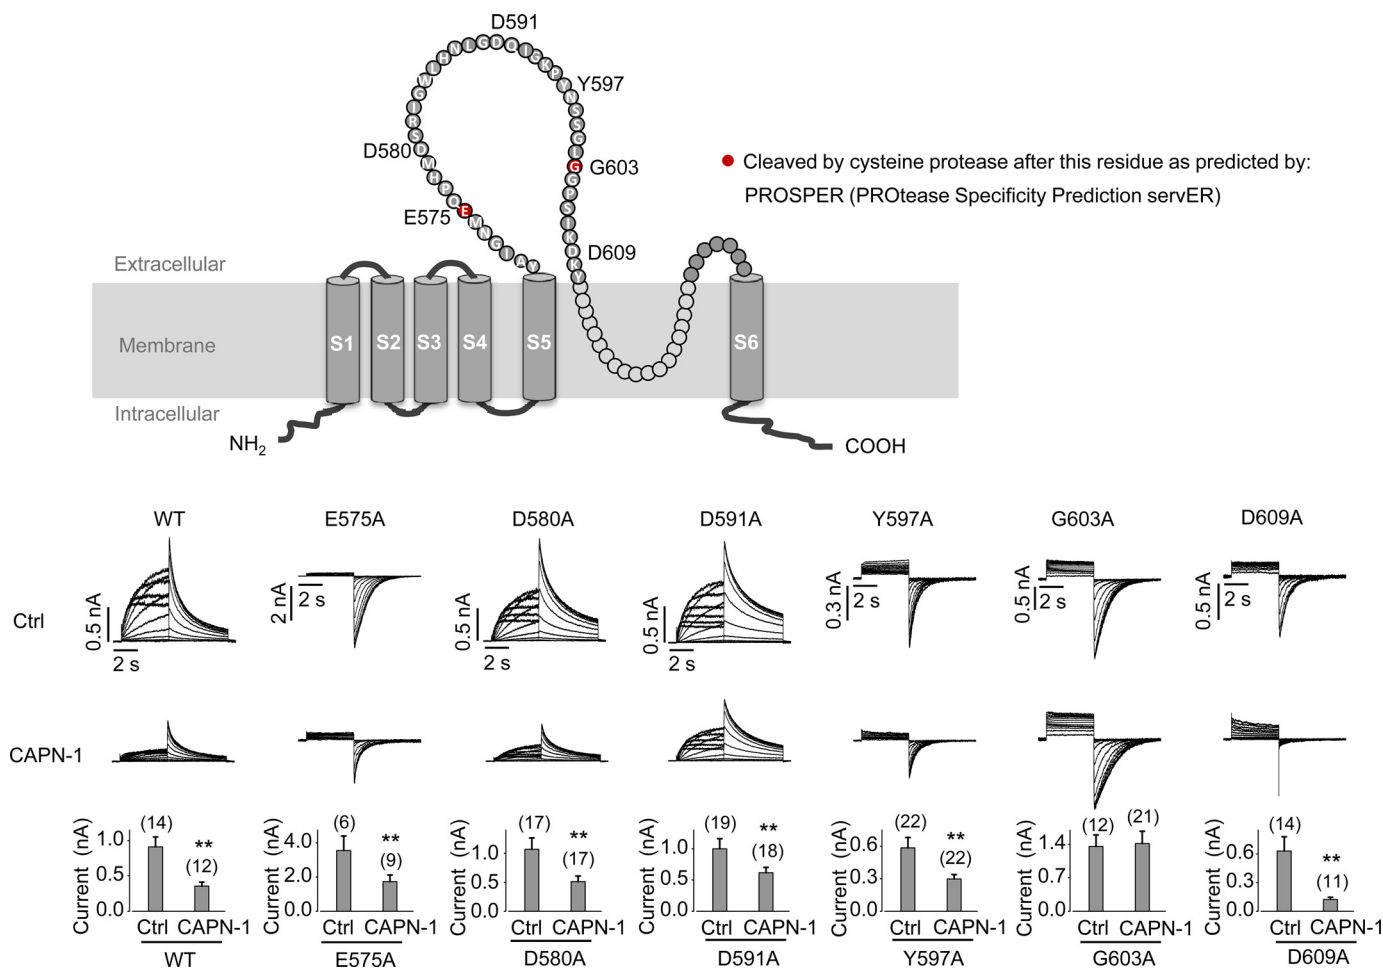 D591
Y597
D580
G603
E575
D609
Y A I G N M E Q P H M D S R I G W I H N L G D Q I G K P Y N S S G L G G P S I K D K Y
Cleaved by cysteine protease after this residue as predicted by:
PROSPER (PROtease Specificity Prediction servER)
Extracellular
Membrane
Intracellular
S1 S2 S3 S4 S5 S6
NH2
COOH
WT E575A D580A D591A Y597A G603A D609A
Ctrl
0.5 nA 2 s
2 nA 2 s
0.5 nA 2 s
0.5 nA 2 s
0.3 nA 2 s
0.5 nA 2 s
0.5 nA 2 s
CAPN-1
Current (nA)
1.0
0.5
0.0
(14)
**
(12)
Ctrl CAPN-1
WT
Current (nA)
4.0
2.0
0.0
(6)
**
(9)
Ctrl CAPN-1
E575A
Current (nA)
1.0
0.5
0.0
(17)
**
(17)
Ctrl CAPN-1
D580A
Current (nA)
1.0
0.5
0.0
(19)
**
(18)
Ctrl CAPN-1
D591A
Current (nA)
0.6
0.3
0.0
(22)
**
(22)
Ctrl CAPN-1
Y597A
Current (nA)
1.4
0.7
0.0
(12)
(21)
Ctrl CAPN-1
G603A
Current (nA)
0.6
0.3
0.0
(14)
**
(11)
Ctrl CAPN-1
D609A